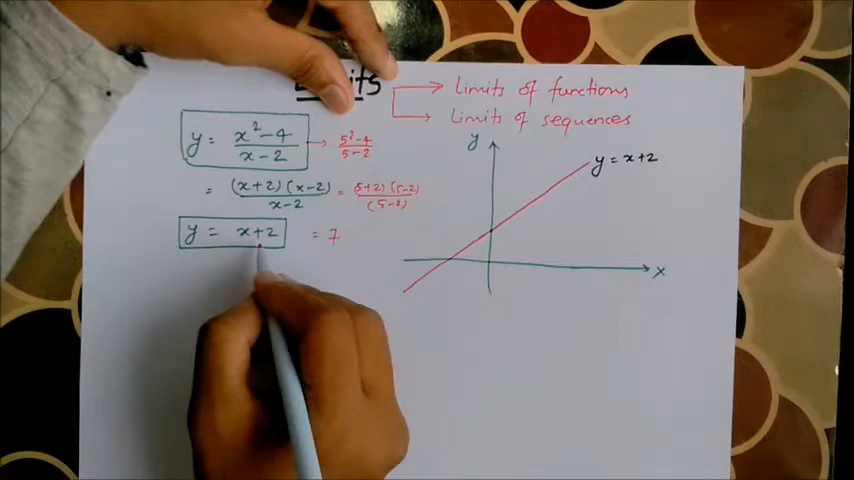 Limits of functions
Limits of sequences
y = x²-4 / x-2 → 5²-4 / 5-2
= (x+2)(x-2) / x-2 = (5+2)(5-2) / (5-2)
y = x+2 = 7
y
y = x+2
x